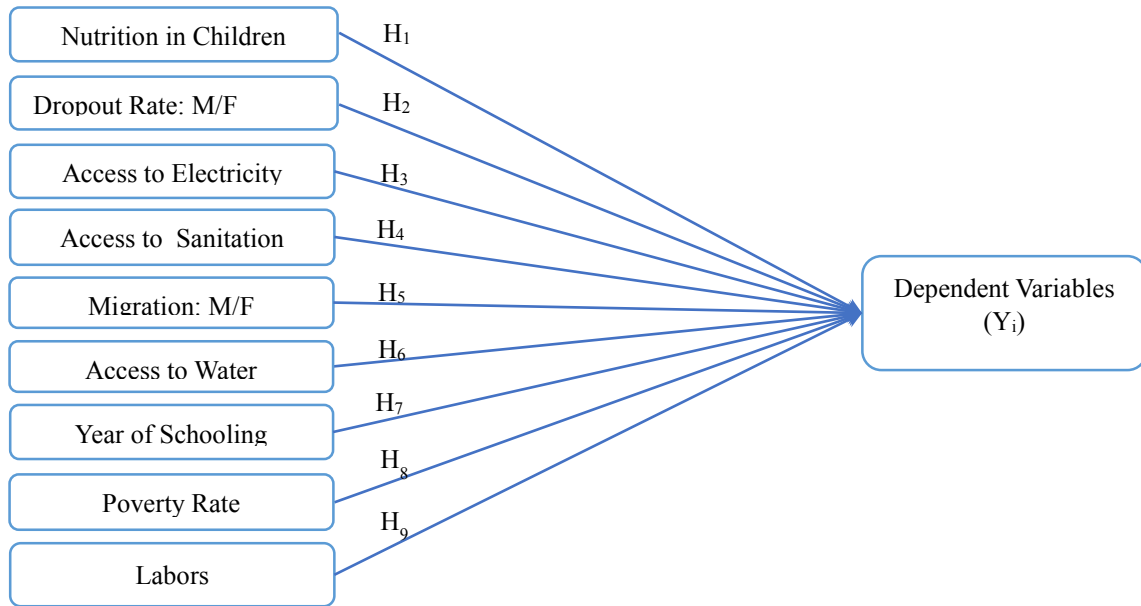 Nutrition in Children
H₁
Dropout Rate: M/F
H₂
Access to Electricity
H₃
Access to Sanitation
H₄
Migration: M/F
H₅
Access to Water
H₆
Year of Schooling
H₇
Poverty Rate
H₈
Labors
H₉
Dependent Variables
(Yᵢ)